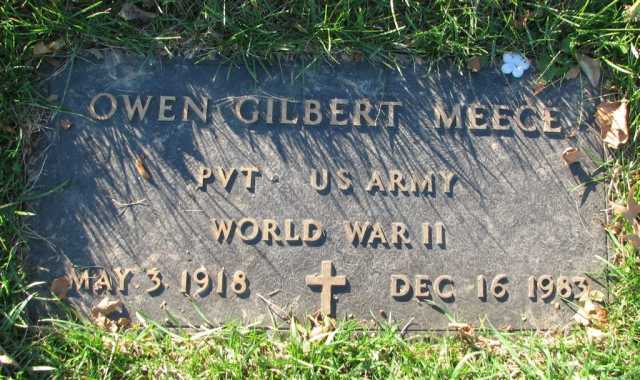 OWEN GILBERT MEECE
PVT US ARMY
WORLD WAR II
MAY 3 1918 DEC 16 1983